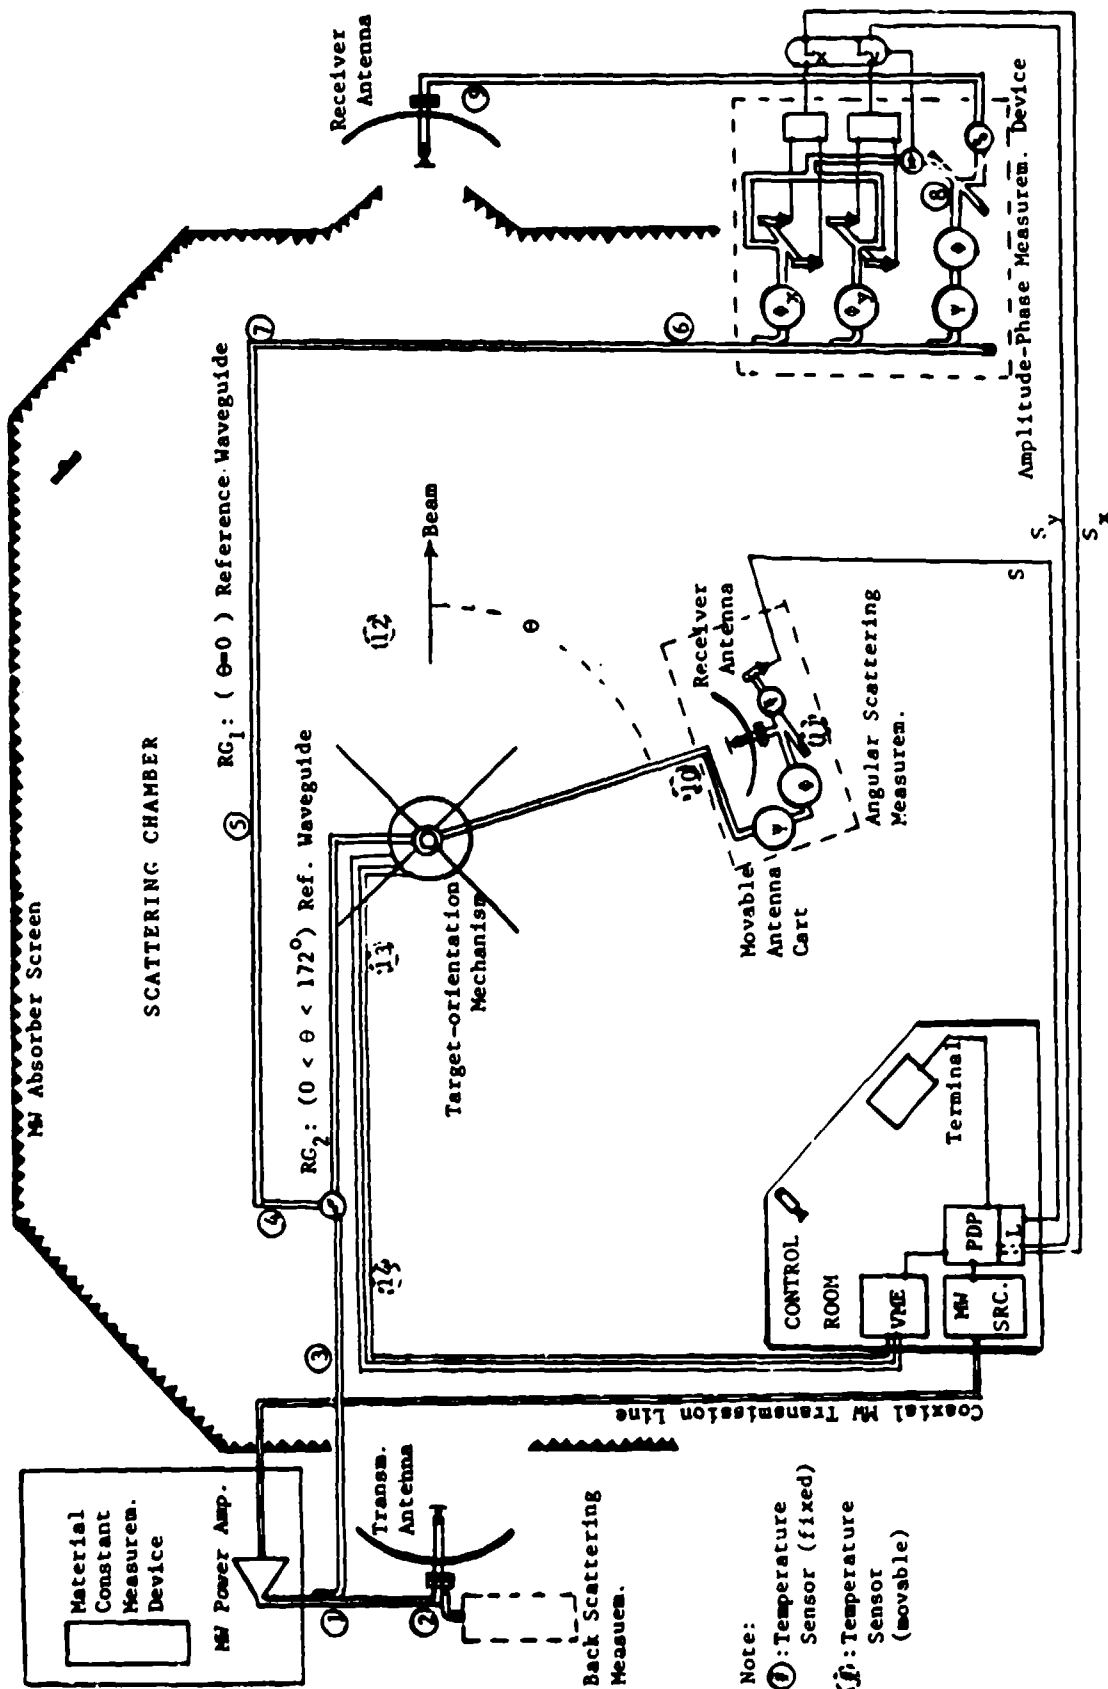 MW Absorber Screen
SCATTERING CHAMBER
RG1: ( θ=0 ) Reference Waveguide
RG2: (0 < θ < 172°) Ref. Waveguide
Receiver
Antenna
9
7
6
5
4
3
1
2
8
12
13
14
10
11
Beam
θ
Target-orientation
Mechanism
Material
Constant
Measurem.
Device
MW Power Amp.
Transm.
Antenna
Back Scattering
Measuem.
Coaxial MW Transmission Line
CONTROL
ROOM
VME
MW
SRC.
PDP
Terminal
Movable
Antenna
Cart
Receiver
Antenna
Ψ
Φ
Angular Scattering
Measurem.
Φx
Φy
Ψ
Φ
Amplitude-Phase Measurem. Device
S
Sy
Sx
Note:
(#):Temperature
Sensor (fixed)
(#):Temperature
Sensor
(movable)